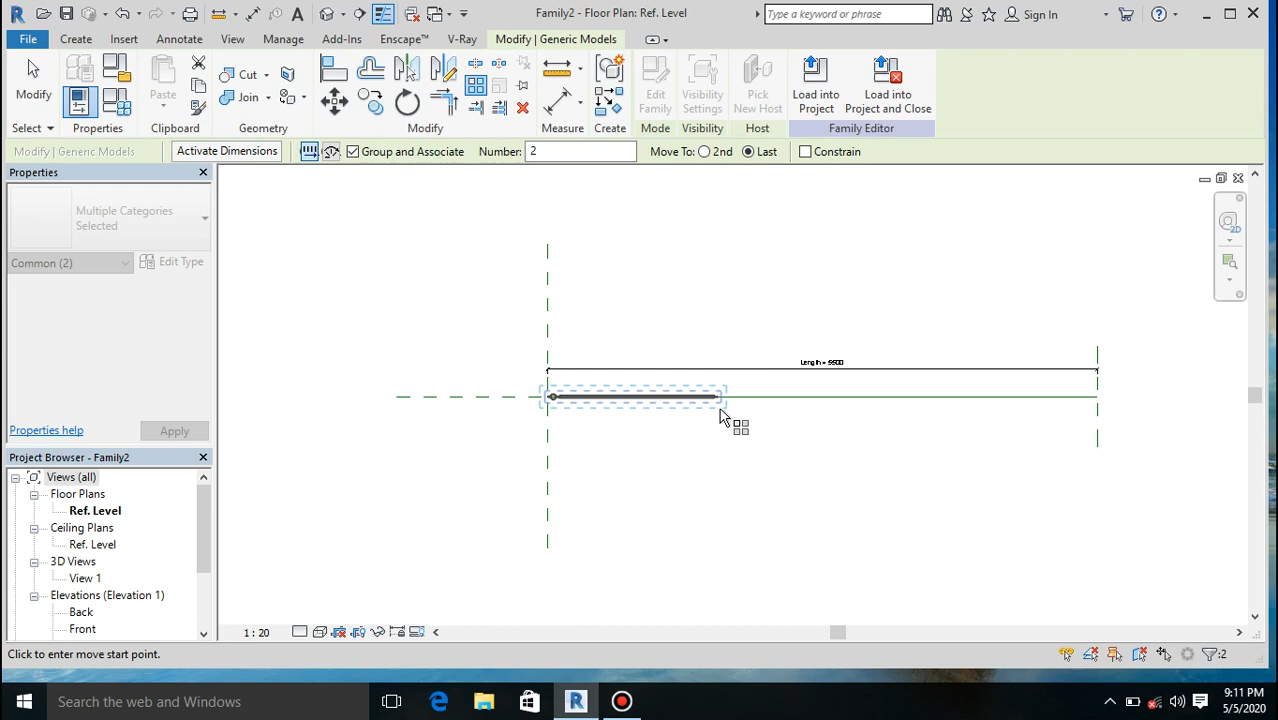 Family2 - Floor Plan: Ref. Level
Type a keyword or phrase
Sign In
File
Create
Insert
Annotate
View
Manage
Add-Ins
Enscape™
V-Ray
Modify | Generic Models
Modify
Paste
Cut
Join
Edit Family
Visibility Settings
Pick New Host
Load into Project
Load into Project and Close
Select
Properties
Clipboard
Geometry
Modify
Measure
Create
Mode
Visibility
Host
Family Editor
Modify | Generic Models
Activate Dimensions
Group and Associate
Number:
2
Move To:
2nd
Last
Constrain
Properties
Multiple Categories Selected
Common (2)
Edit Type
2D
Length = 5500
Properties help
Apply
Project Browser - Family2
Views (all)
Floor Plans
Ref. Level
Ceiling Plans
Ref. Level
3D Views
View 1
Elevations (Elevation 1)
Back
Front
1 : 20
Click to enter move start point.
:2
Search the web and Windows
9:11 PM
5/5/2020